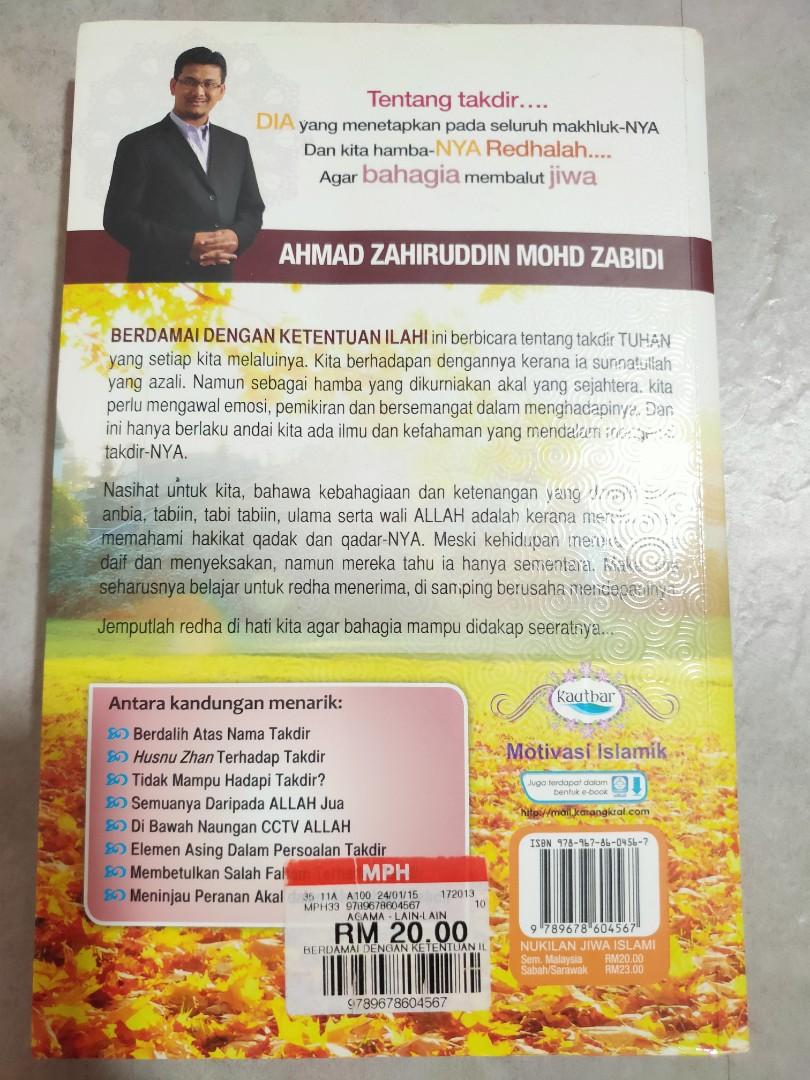 Tentang takdir....
DIA yang menetapkan pada seluruh makhluk-NYA
Dan kita hamba-NYA Redhalah....
Agar bahagia membalut jiwa
AHMAD ZAHIRUDDIN MOHD ZABIDI
BERDAMAI DENGAN KETENTUAN ILAHI ini berbicara tentang takdir TUHAN
yang setiap kita melaluinya. Kita berhadapan dengannya kerana ia sunnatullah
yang azali. Namun sebagai hamba yang dikurniakan akal yang sejahtera, kita
perlu mengawal emosi, pemikiran dan bersemangat dalam menghadapinya. Dan
ini hanya berlaku andai kita ada ilmu dan kefahaman yang mendalam
takdir-NYA.
Nasihat untuk kita, bahawa kebahagiaan dan ketenangan yang
anbia, tabiin, tabi tabiin, ulama serta wali ALLAH adalah kerana
memahami hakikat qadak dan qadar-NYA. Meski kehidupan
daif dan menyeksakan, namun mereka tahu ia hanya sementara.
seharusnya belajar untuk redha menerima, di samping berusaha mendepaninya.
Jemputlah redha di hati kita agar bahagia mampu didakap seeratnya...
Antara kandungan menarik:
Berdalih Atas Nama Takdir
Husnu Zhan Terhadap Takdir
Tidak Mampu Hadapi Takdir?
Semuanya Daripada ALLAH Jua
Di Bawah Naungan CCTV ALLAH
Elemen Asing Dalam Persoalan Takdir
Membetulkan Salah
Meninjau Peranan Akal
kautbar
Motivasi Islamik
Juga terdapat dalam
bentuk e-book
http://mall.karangkraf.com
ISBN 978-967-86-0456-7
9 789678 604567
NUKILAN JIWA ISLAMI
Sem. Malaysia RM20.00
Sabah/Sarawak RM23.00
MPH
35 11A A100 24/01/15 172013
MPH33 9789678604567 10
AGAMA - LAIN-LAIN
RM 20.00
BERDAMAI DENGAN KETENTUAN IL
9789678604567